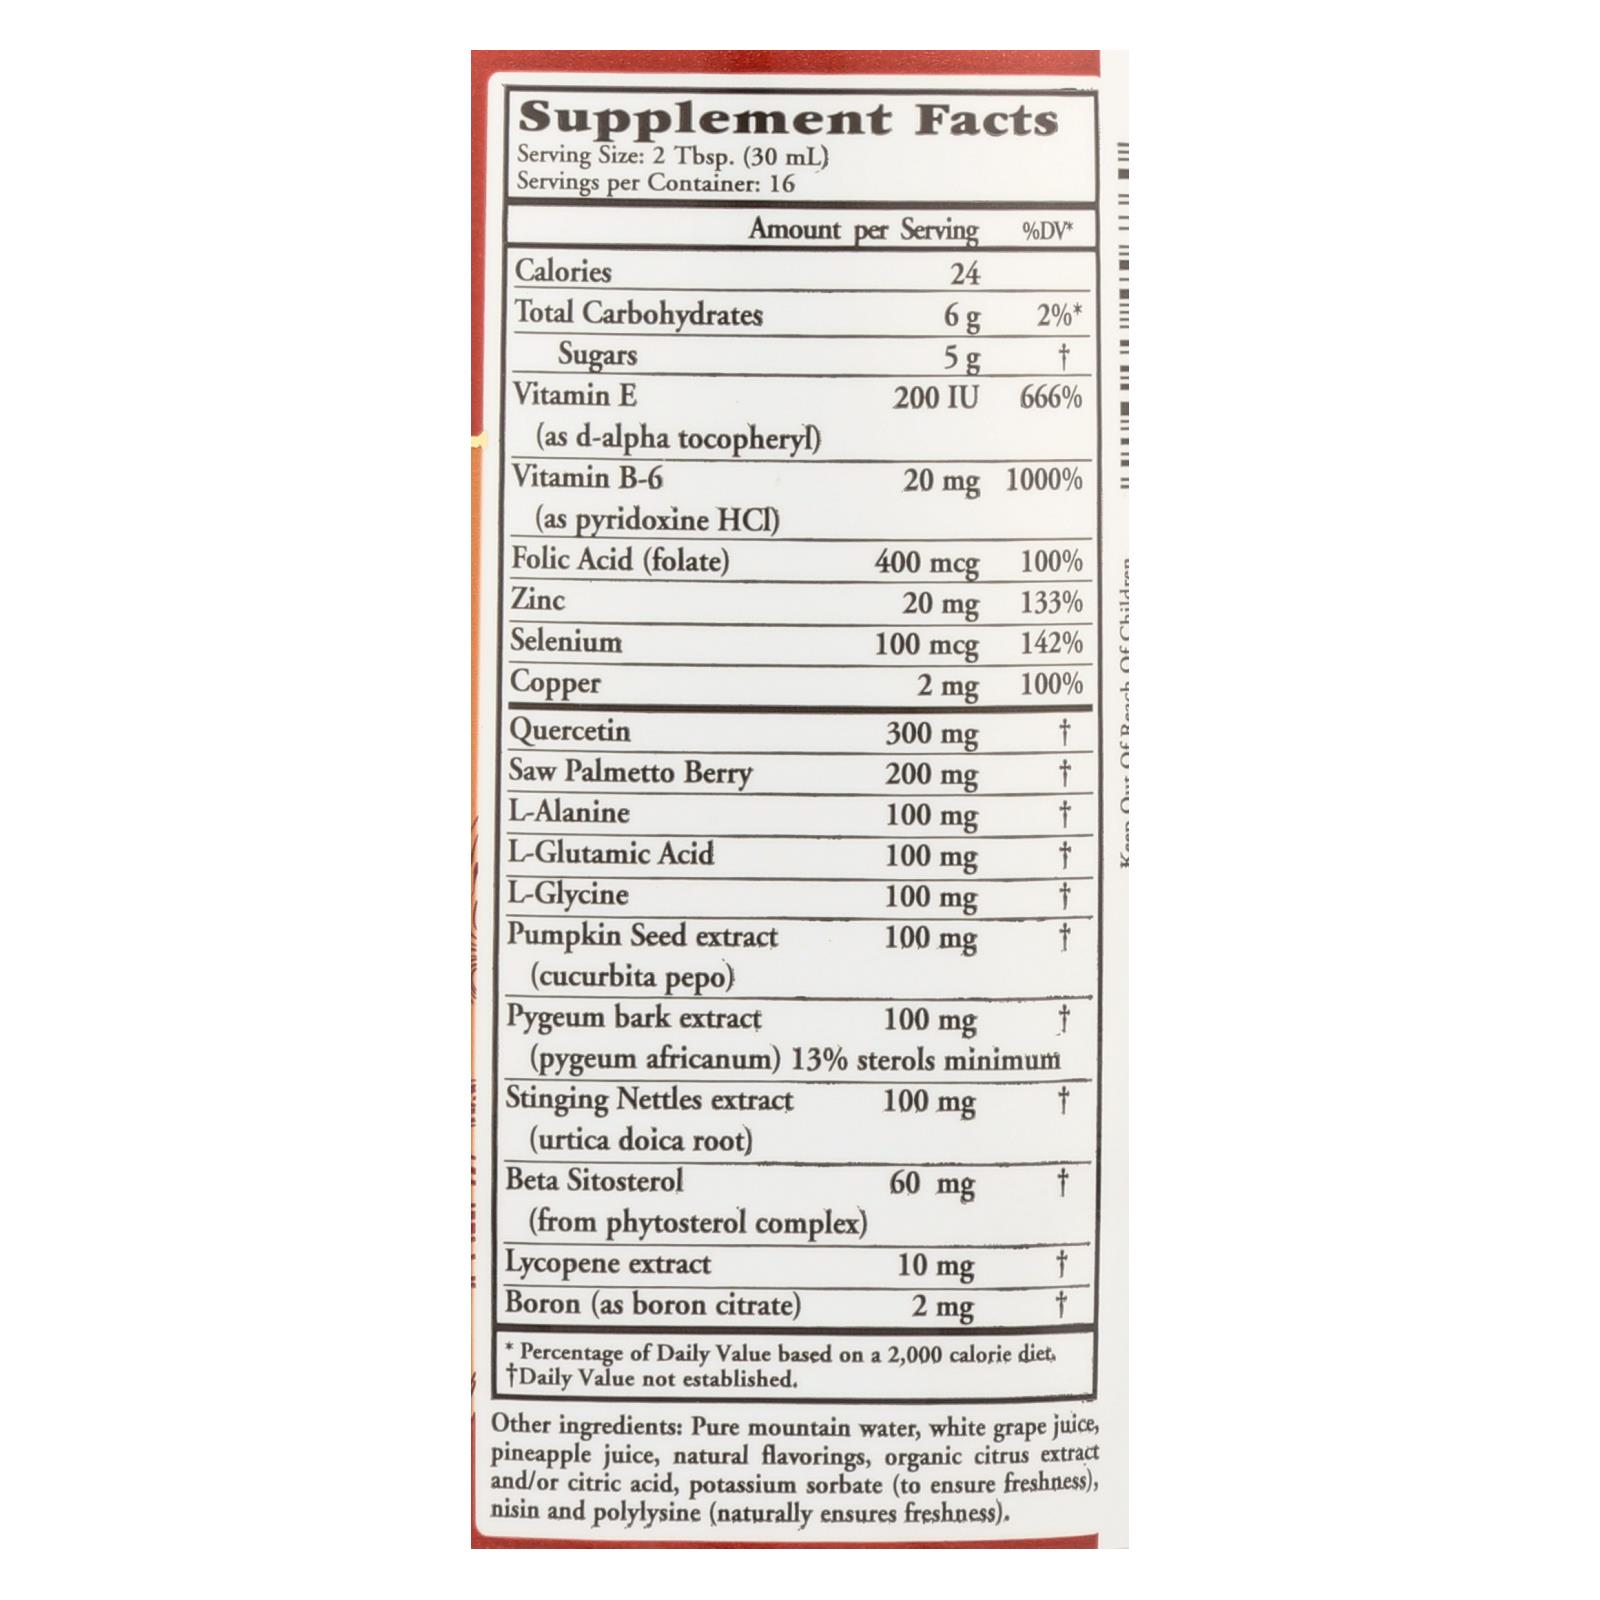 Supplement Facts
Serving Size: 2 Tbsp. (30 mL)
Servings per Container: 16
Amount per Serving %DV*
Calories 24
Total Carbohydrates 6 g 2%*
Sugars 5 g †
Vitamin E 200 IU 666%
(as d-alpha tocopheryl)
Vitamin B-6 20 mg 1000%
(as pyridoxine HCl)
Folic Acid (folate) 400 mcg 100%
Zinc 20 mg 133%
Selenium 100 mcg 142%
Copper 2 mg 100%
Quercetin 300 mg †
Saw Palmetto Berry 200 mg †
L-Alanine 100 mg †
L-Glutamic Acid 100 mg †
L-Glycine 100 mg †
Pumpkin Seed extract 100 mg †
(cucurbita pepo)
Pygeum bark extract 100 mg †
(pygeum africanum) 13% sterols minimum
Stinging Nettles extract 100 mg †
(urtica doica root)
Beta Sitosterol 60 mg †
(from phytosterol complex)
Lycopene extract 10 mg †
Boron (as boron citrate) 2 mg †
* Percentage of Daily Value based on a 2,000 calorie diet.
†Daily Value not established.
Other ingredients: Pure mountain water, white grape juice,
pineapple juice, natural flavorings, organic citrus extract
and/or citric acid, potassium sorbate (to ensure freshness),
nisin and polylysine (naturally ensures freshness).
Keep Out Of Reach Of Children